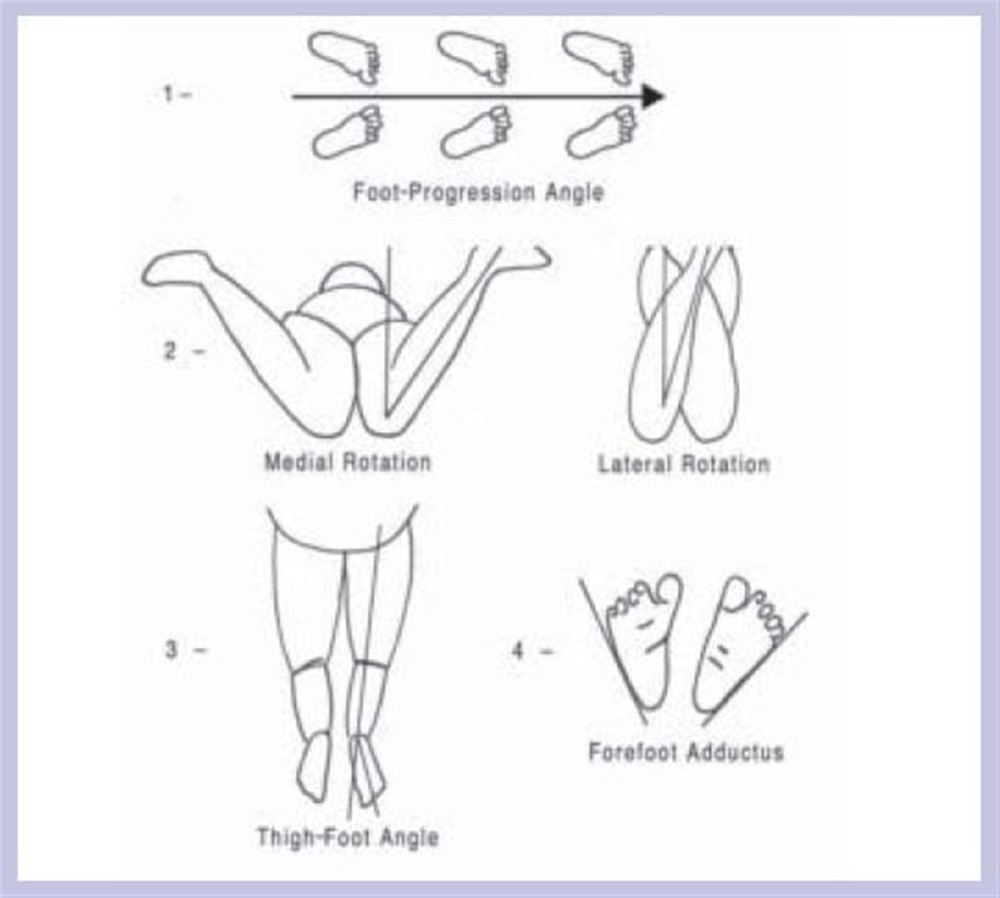 1 -
Foot-Progression Angle
2 -
Medial Rotation
Lateral Rotation
3 -
4 -
Forefoot Adductus
Thigh-Foot Angle